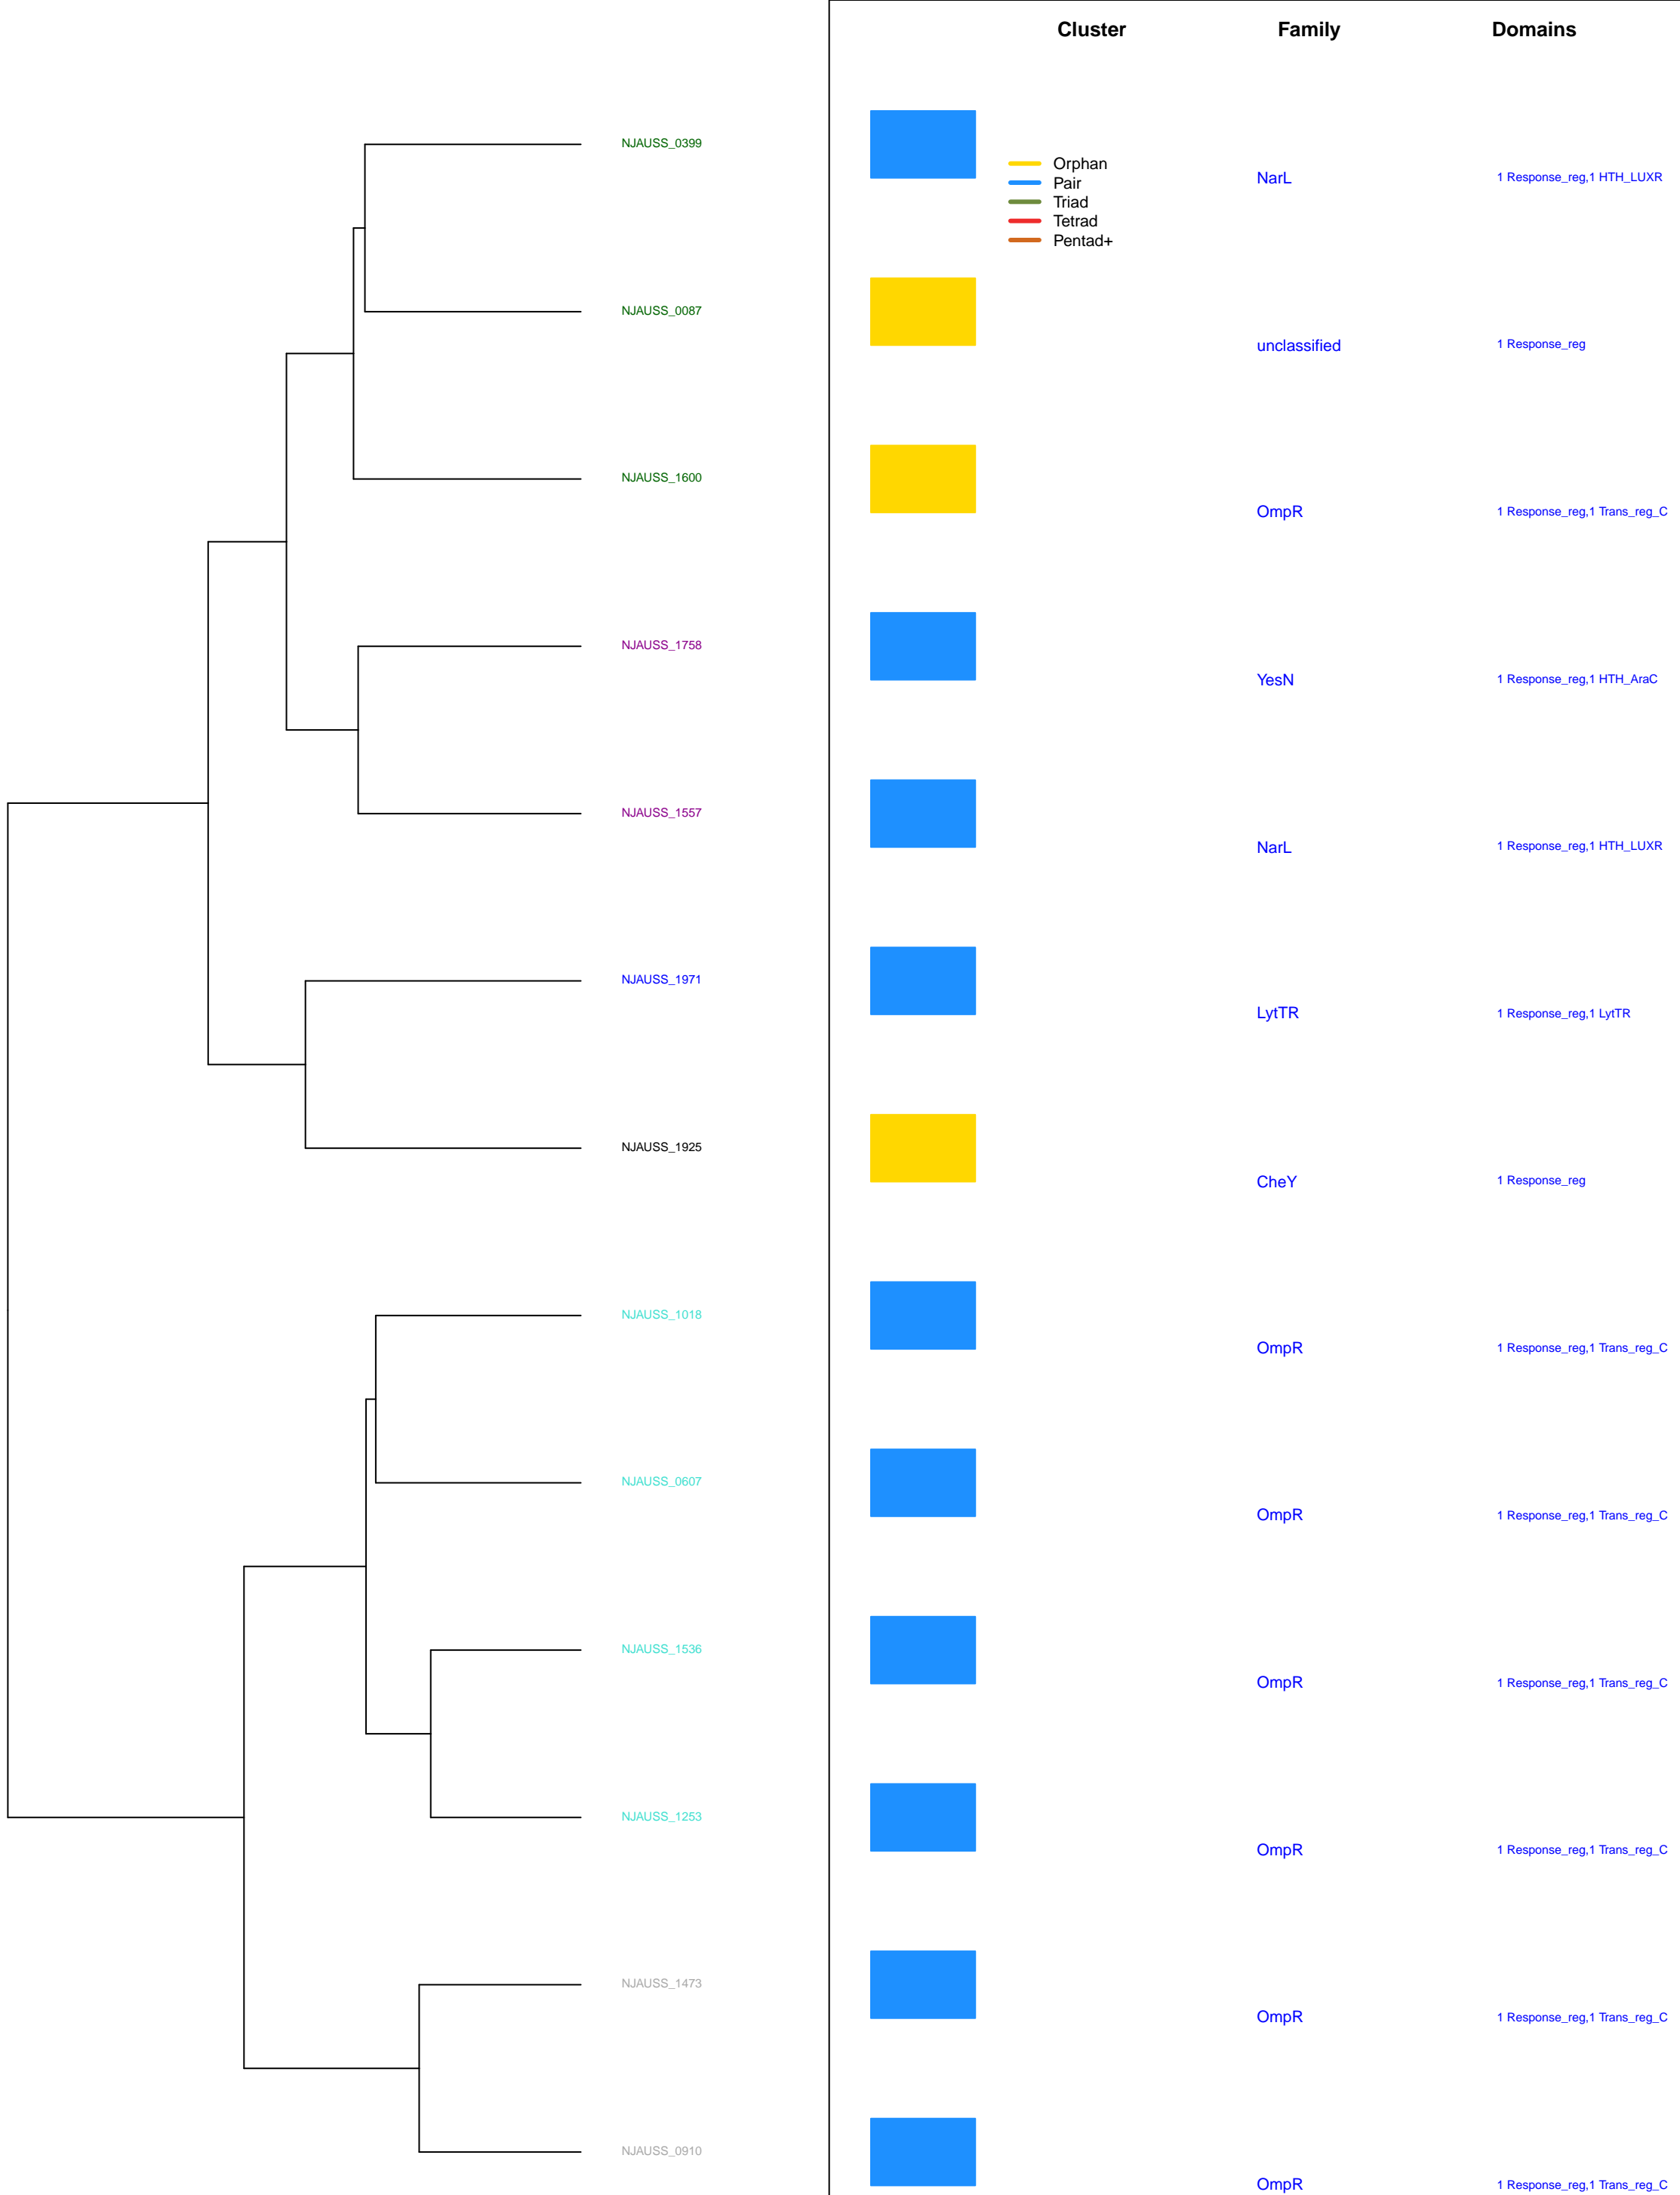 Cluster Family Domains
NJAUSS_0399
Orphan
Pair
Triad
Tetrad
Pentad+
NarL 1 Response_reg,1 HTH_LUXR
NJAUSS_0087
unclassified 1 Response_reg
NJAUSS_1600
OmpR 1 Response_reg,1 Trans_reg_C
NJAUSS_1758
YesN 1 Response_reg,1 HTH_AraC
NJAUSS_1557
NarL 1 Response_reg,1 HTH_LUXR
NJAUSS_1971
LytTR 1 Response_reg,1 LytTR
NJAUSS_1925
CheY 1 Response_reg
NJAUSS_1018
OmpR 1 Response_reg,1 Trans_reg_C
NJAUSS_0607
OmpR 1 Response_reg,1 Trans_reg_C
NJAUSS_1536
OmpR 1 Response_reg,1 Trans_reg_C
NJAUSS_1253
OmpR 1 Response_reg,1 Trans_reg_C
NJAUSS_1473
OmpR 1 Response_reg,1 Trans_reg_C
NJAUSS_0910
OmpR 1 Response_reg,1 Trans_reg_C